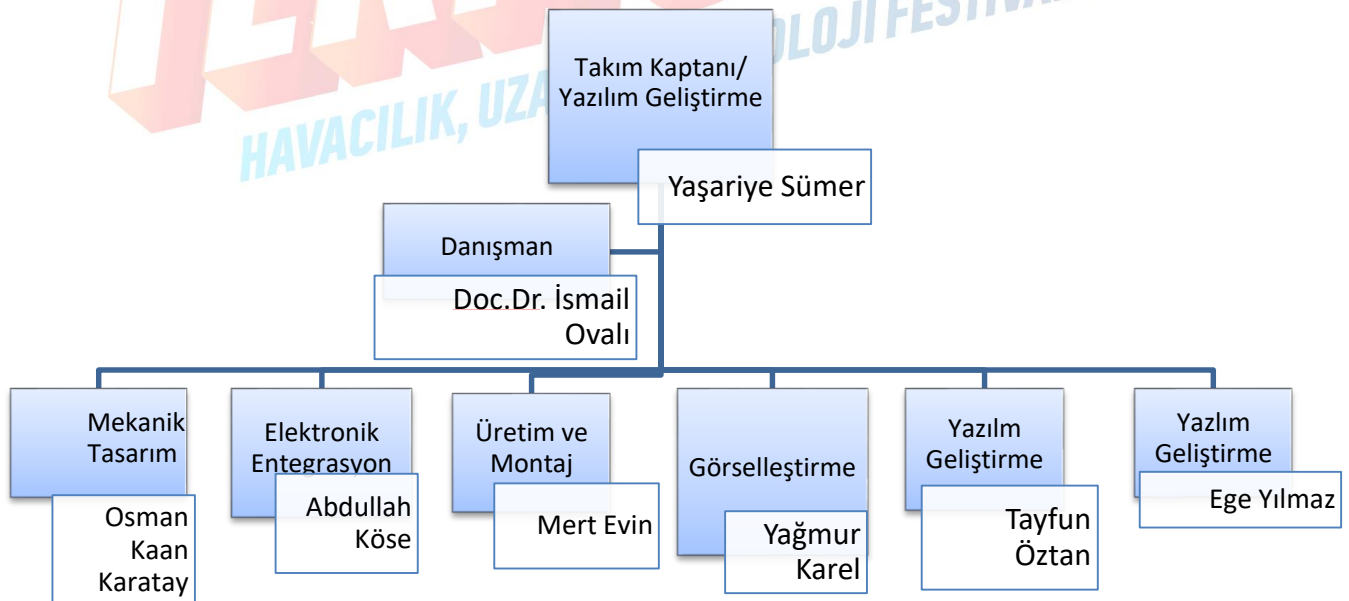 HAVACILIK, UZA
OLOJİ FESTİVA
Takım Kaptanı/
Yazılım Geliştirme
Yaşariye Sümer
Danışman
Doc.Dr. İsmail
Ovalı
Mekanik
Tasarım
Osman
Kaan
Karatay
Elektronik
Entegrasyon
Abdullah
Köse
Üretim ve
Montaj
Mert Evin
Görselleştirme
Yağmur
Karel
Yazılm
Geliştirme
Tayfun
Öztan
Yazlım
Geliştirme
Ege Yılmaz